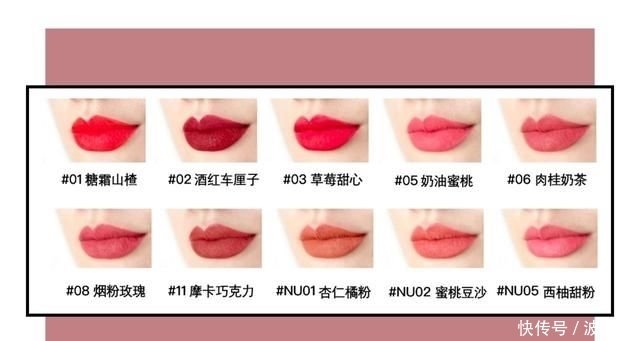 #01糖霜山楂 #02 酒红车厘子 #03 草莓甜心 #05 奶油蜜桃 #06 肉桂奶茶
#08 烟粉玫瑰 #11 摩卡巧克力 #NU01 杏仁橘粉 #NU02 蜜桃豆沙 #NU05 西柚甜粉
快传号 / 波